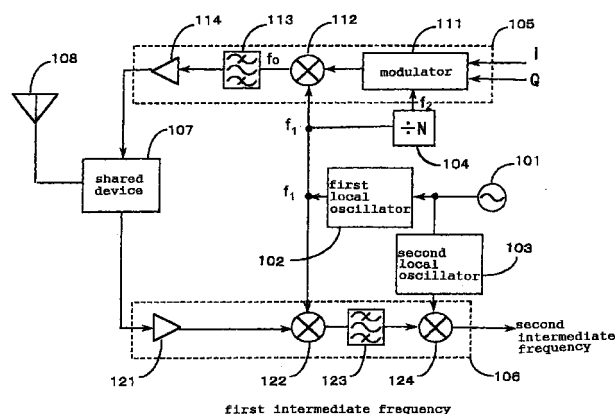 114
113
112
111
105
108
modulator
I
Q
fo
f2
f1
÷N
104
107
shared
device
101
f1
first
local
oscillator
102
second
local
oscillator
103
second
intermediate
frequency
121
122
123
124
106
first intermediate frequency